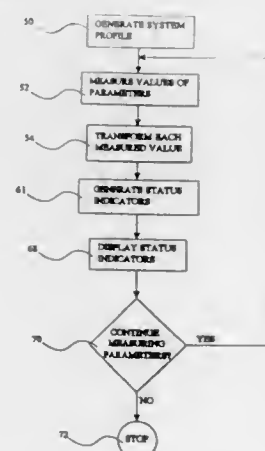 50
GENERATE SYSTEM
PROFILE
52
MEASURE VALUES OF
PARAMETERS
54
TRANSFORM EACH
MEASURED VALUE
61
GENERATE STATUS
INDICATORS
68
DISPLAY STATUS
INDICATORS
70
CONTINUE
MEASURING
PARAMETERS?
YES
NO
72
STOP